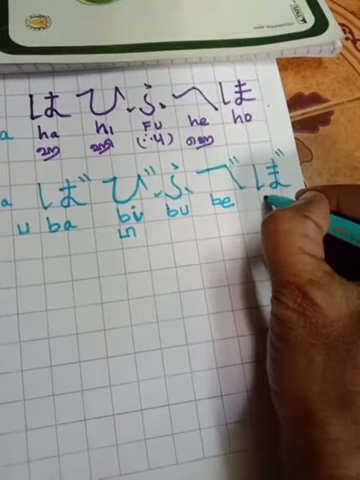 は ひ ふ へ ほ
a ha hi FU he ho
ஹ ஹி (ஃபு) ஹெ
ば び ぶ べ ぼ
a
u ba bi bu be